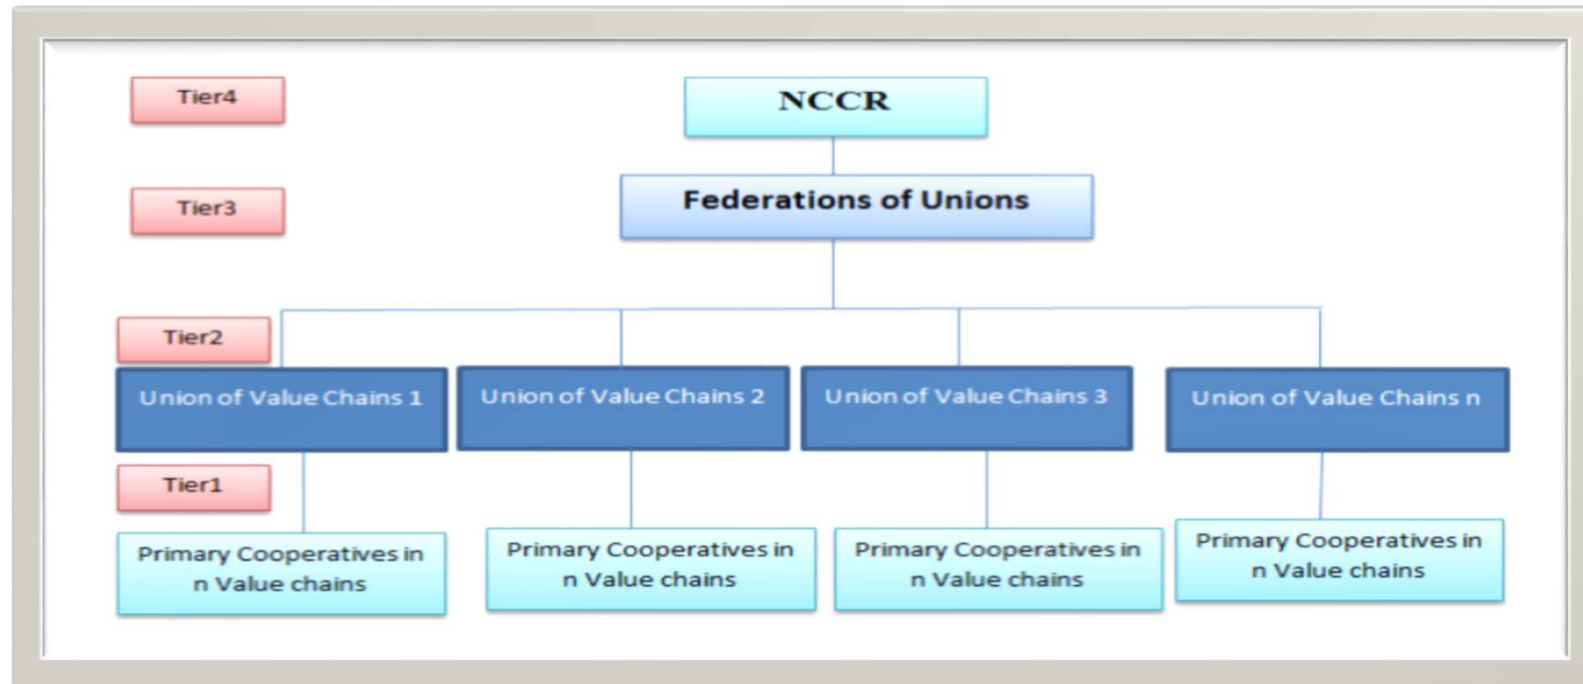 Tier4
NCCR
Tier3
Federations of Unions
Tier2
Union of Value Chains 1
Union of Value Chains 2
Union of Value Chains 3
Union of Value Chains n
Tier1
Primary Cooperatives in
n Value chains
Primary Cooperatives in
n Value chains
Primary Cooperatives in
n Value chains
Primary Cooperatives in
n Value chains